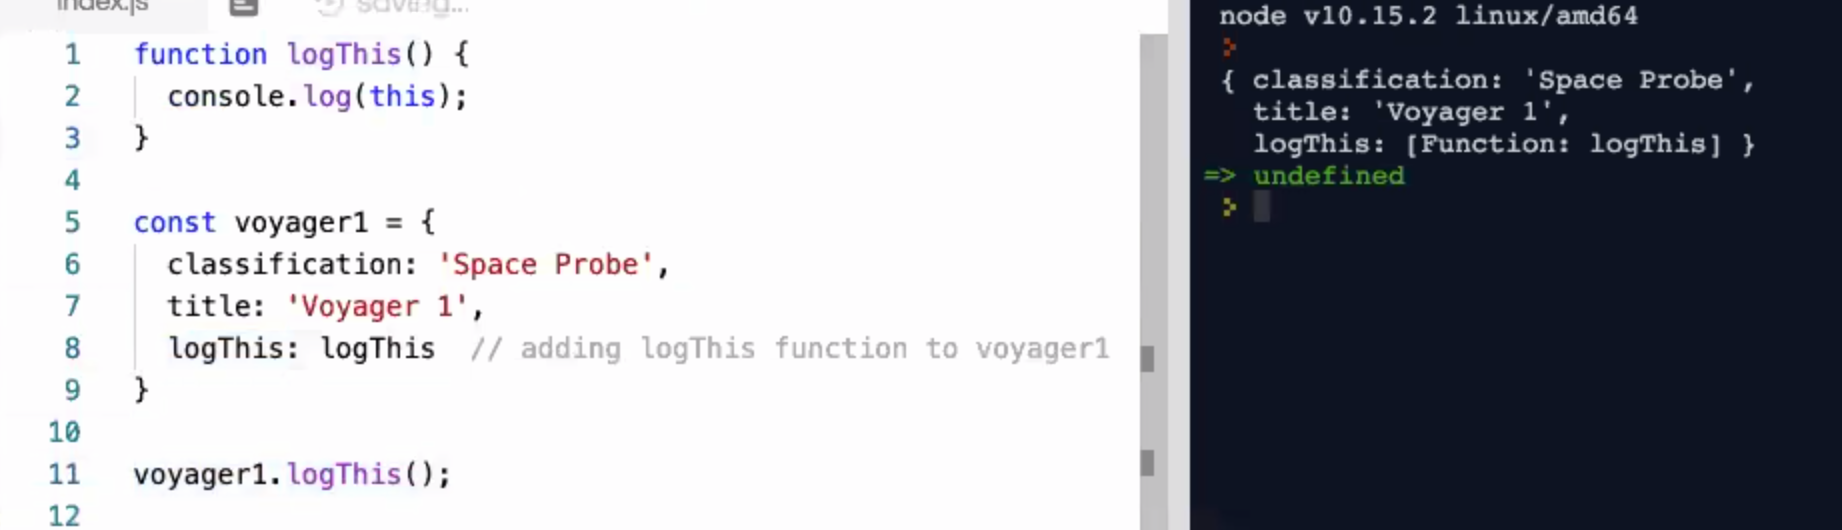 index.js saving...
1 function logThis() {
2 console.log(this);
3 }
4
5 const voyager1 = {
6 classification: 'Space Probe',
7 title: 'Voyager 1',
8 logThis: logThis // adding logThis function to voyager1
9 }
10
11 voyager1.logThis();
12
node v10.15.2 linux/amd64
>
{ classification: 'Space Probe',
title: 'Voyager 1',
logThis: [Function: logThis] }
=> undefined
>